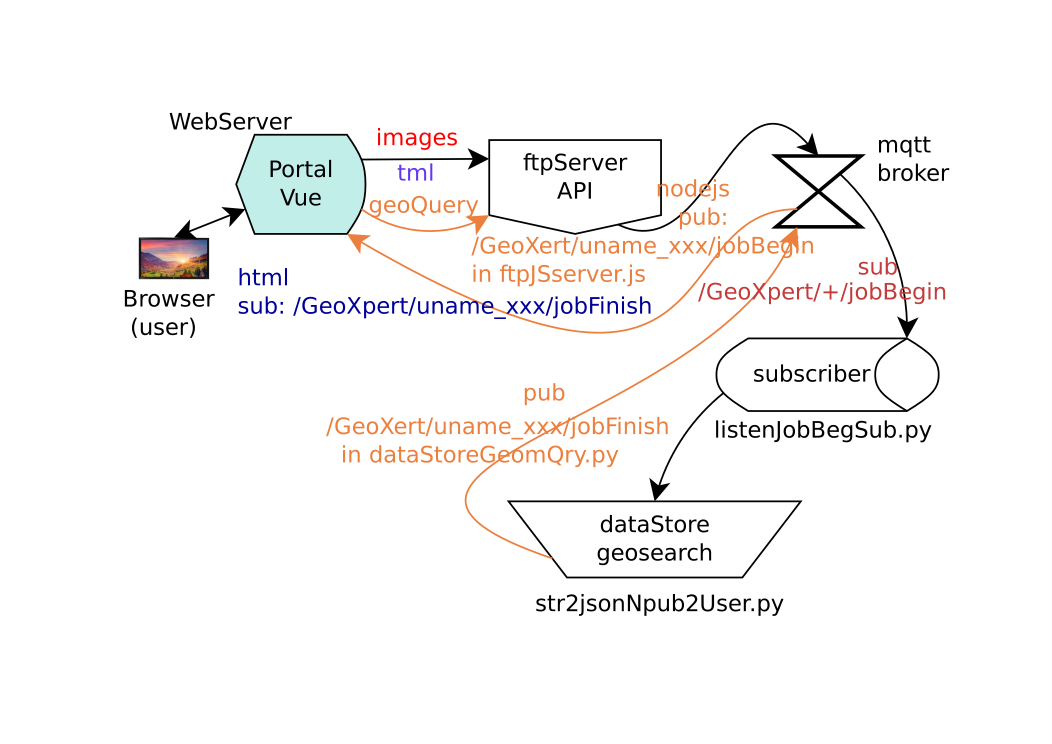 WebServer
Portal
Vue
images
tml
geoQuery
ftpServer
API
mqtt
broker
nodejs
pub:
/GeoXert/uname_xxx/jobBegin
in ftpJSserver.js
Browser
(user)
html
sub: /GeoXpert/uname_xxx/jobFinish
sub
/GeoXpert/+/jobBegin
subscriber
listenJobBegSub.py
pub
/GeoXert/uname_xxx/jobFinish
in dataStoreGeomQry.py
dataStore
geosearch
str2jsonNpub2User.py